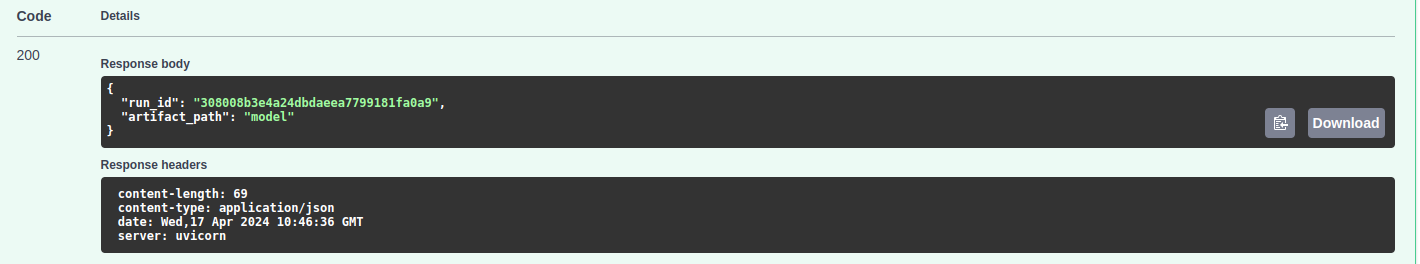 Code Details
200
Response body
{
"run_id": "308008b3e4a24dbdaeea7799181fa0a9",
"artifact_path": "model"
}
Download
Response headers
content-length: 69
content-type: application/json
date: Wed,17 Apr 2024 10:46:36 GMT
server: uvicorn